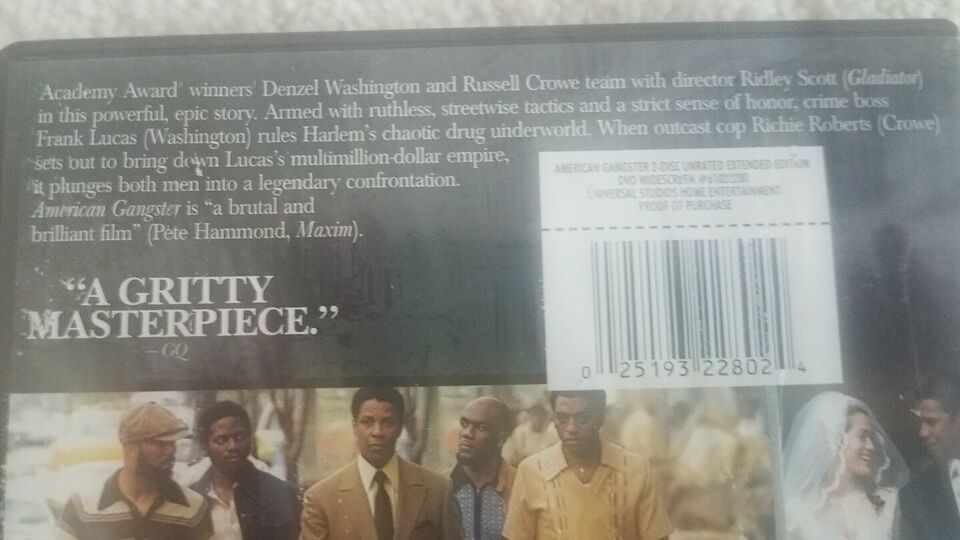 Academy Award® winners® Denzel Washington and Russell Crowe team with director Ridley Scott (Gladiator)
in this powerful, epic story. Armed with ruthless, streetwise tactics and a strict sense of honor, crime boss
Frank Lucas (Washington) rules Harlem's chaotic drug underworld. When outcast cop Richie Roberts (Crowe)
sets out to bring down Lucas's multimillion-dollar empire,
it plunges both men into a legendary confrontation.
American Gangster is "a brutal and
brilliant film" (Pete Hammond, Maxim).
"A GRITTY
MASTERPIECE."
– GQ
AMERICAN GANGSTER 2-DISC UNRATED EXTENDED EDITION
DVD WIDESCREEN #61022280
UNIVERSAL STUDIOS HOME ENTERTAINMENT
PROOF OF PURCHASE
0 25193 22802 4